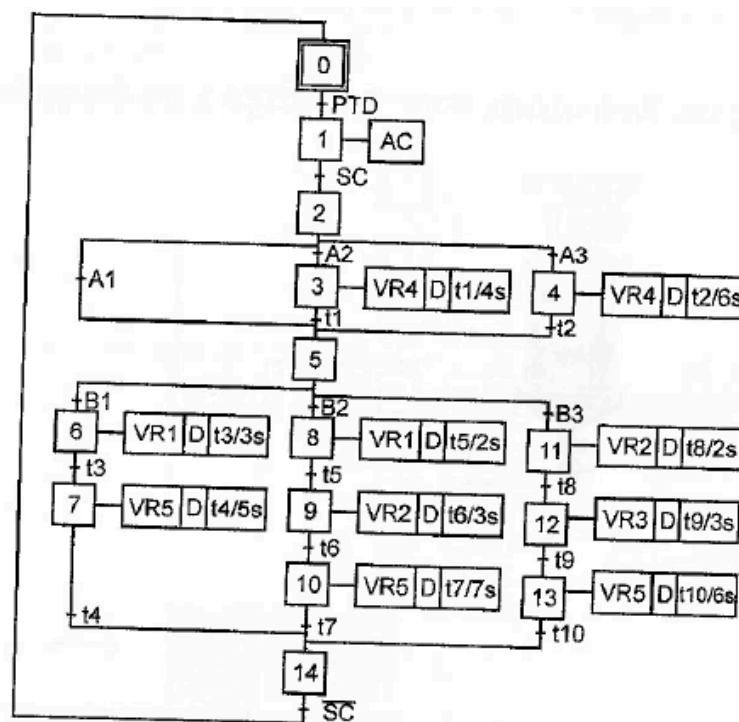 0
PTD
1 AC
SC
2
A1 A2 A3
3 VR4 D t1/4s 4 VR4 D t2/6s
t1 t2
5
B1 B2 B3
6 VR1 D t3/3s 8 VR1 D t5/2s 11 VR2 D t8/2s
t3 t5 t8
7 VR5 D t4/5s 9 VR2 D t6/3s 12 VR3 D t9/3s
t6 t9
10 VR5 D t7/7s 13 VR5 D t10/6s
t4 t7 t10
14
S̅C̅